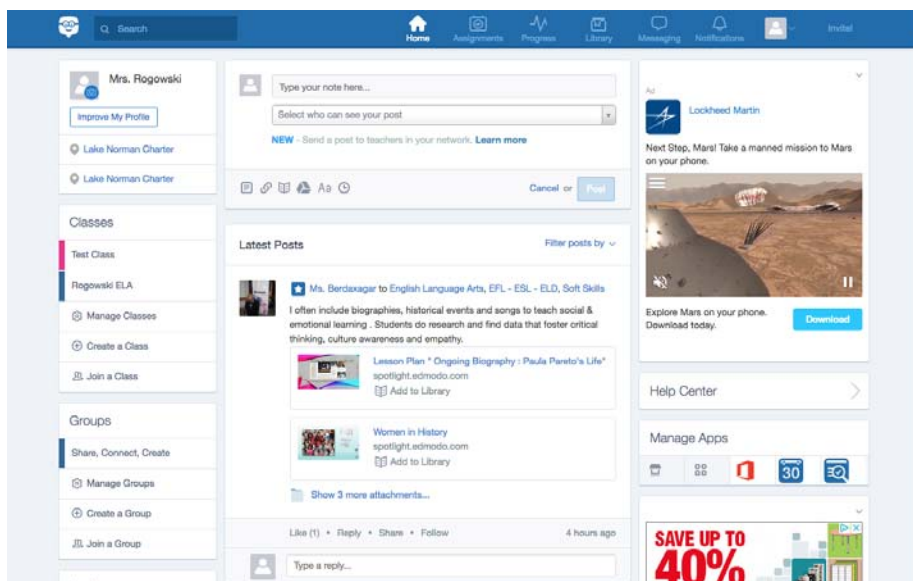 Search
Home
Assignments
Progress
Library
Messaging
Notifications
Invite!
Mrs. Rogowski
Improve My Profile
Lake Norman Charter
Lake Norman Charter
Classes
Test Class
Rogowski ELA
Manage Classes
Create a Class
Join a Class
Groups
Share, Connect, Create
Manage Groups
Create a Group
Join a Group
Type your note here...
Select who can see your post
NEW - Send a post to teachers in your network. Learn more
Aa
Cancel or Post
Latest Posts
Filter posts by
Ms. Berdaxagar to English Language Arts, EFL - ESL - ELD, Soft Skills
I often include biographies, historical events and songs to teach social &
emotional learning . Students do research and find data that foster critical
thinking, culture awareness and empathy.
Lesson Plan " Ongoing Biography : Paula Pareto's Life"
spotlight.edmodo.com
Add to Library
Women in History
spotlight.edmodo.com
Add to Library
Show 3 more attachments...
Like (1) • Reply • Share • Follow
4 hours ago
Type a reply...
Ad
Lockheed Martin
Next Step, Mars! Take a manned mission to Mars
on your phone.
Explore Mars on your phone.
Download today.
Download
Help Center
Manage Apps
30
SAVE UP TO
40%